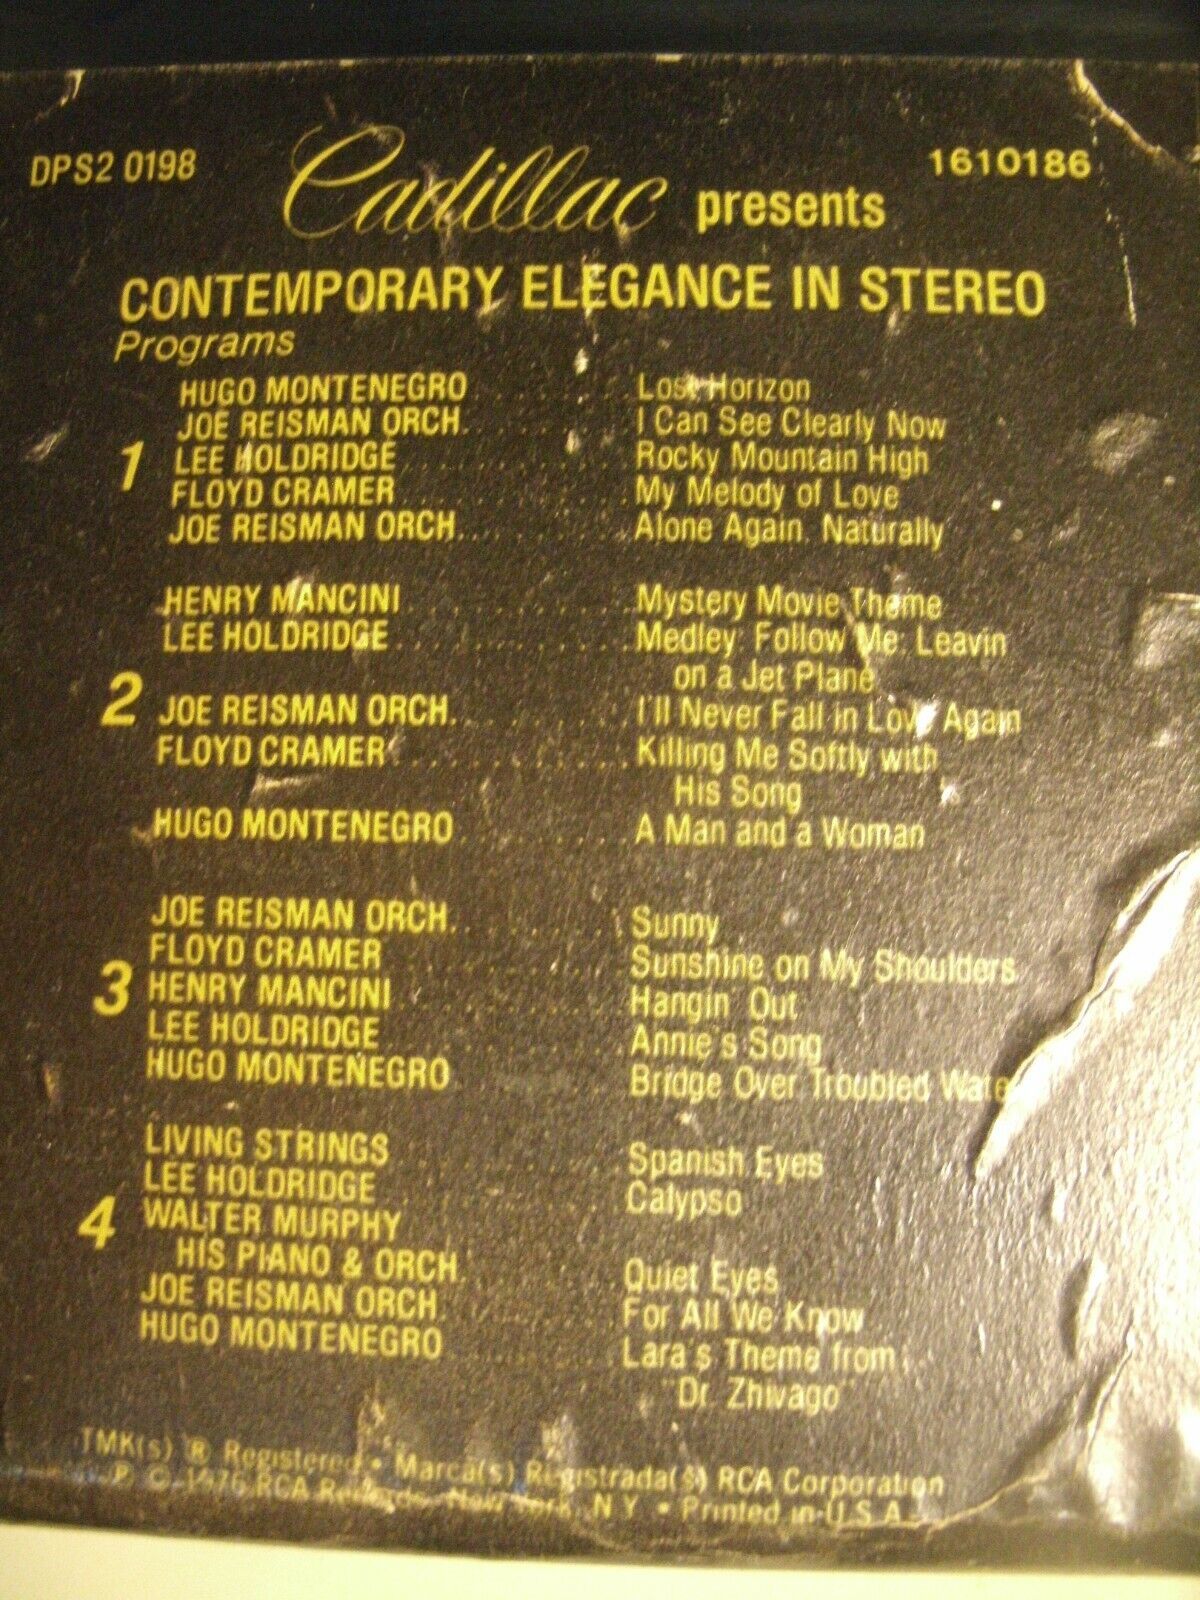 DPS2 0198 Cadillac presents 1610186
CONTEMPORARY ELEGANCE IN STEREO
Programs
1
HUGO MONTENEGRO Lost Horizon
JOE REISMAN ORCH. I Can See Clearly Now
LEE HOLDRIDGE Rocky Mountain High
FLOYD CRAMER My Melody of Love
JOE REISMAN ORCH. Alone Again, Naturally
2
HENRY MANCINI Mystery Movie Theme
LEE HOLDRIDGE Medley: Follow Me; Leavin
on a Jet Plane
JOE REISMAN ORCH. I'll Never Fall in Love Again
FLOYD CRAMER Killing Me Softly with
His Song
HUGO MONTENEGRO A Man and a Woman
3
JOE REISMAN ORCH. Sunny
FLOYD CRAMER Sunshine on My Shoulders
HENRY MANCINI Hangin' Out
LEE HOLDRIDGE Annie's Song
HUGO MONTENEGRO Bridge Over Troubled Wate
4
LIVING STRINGS Spanish Eyes
LEE HOLDRIDGE Calypso
WALTER MURPHY
HIS PIANO & ORCH. Quiet Eyes
JOE REISMAN ORCH For All We Know
HUGO MONTENEGRO Lara's Theme from
"Dr. Zhivago"
TMK(s) ® Registered • Marca(s) Registrada(s) RCA Corporation
℗ © 1976 RCA Records, New York, N.Y. • Printed in U.S.A.